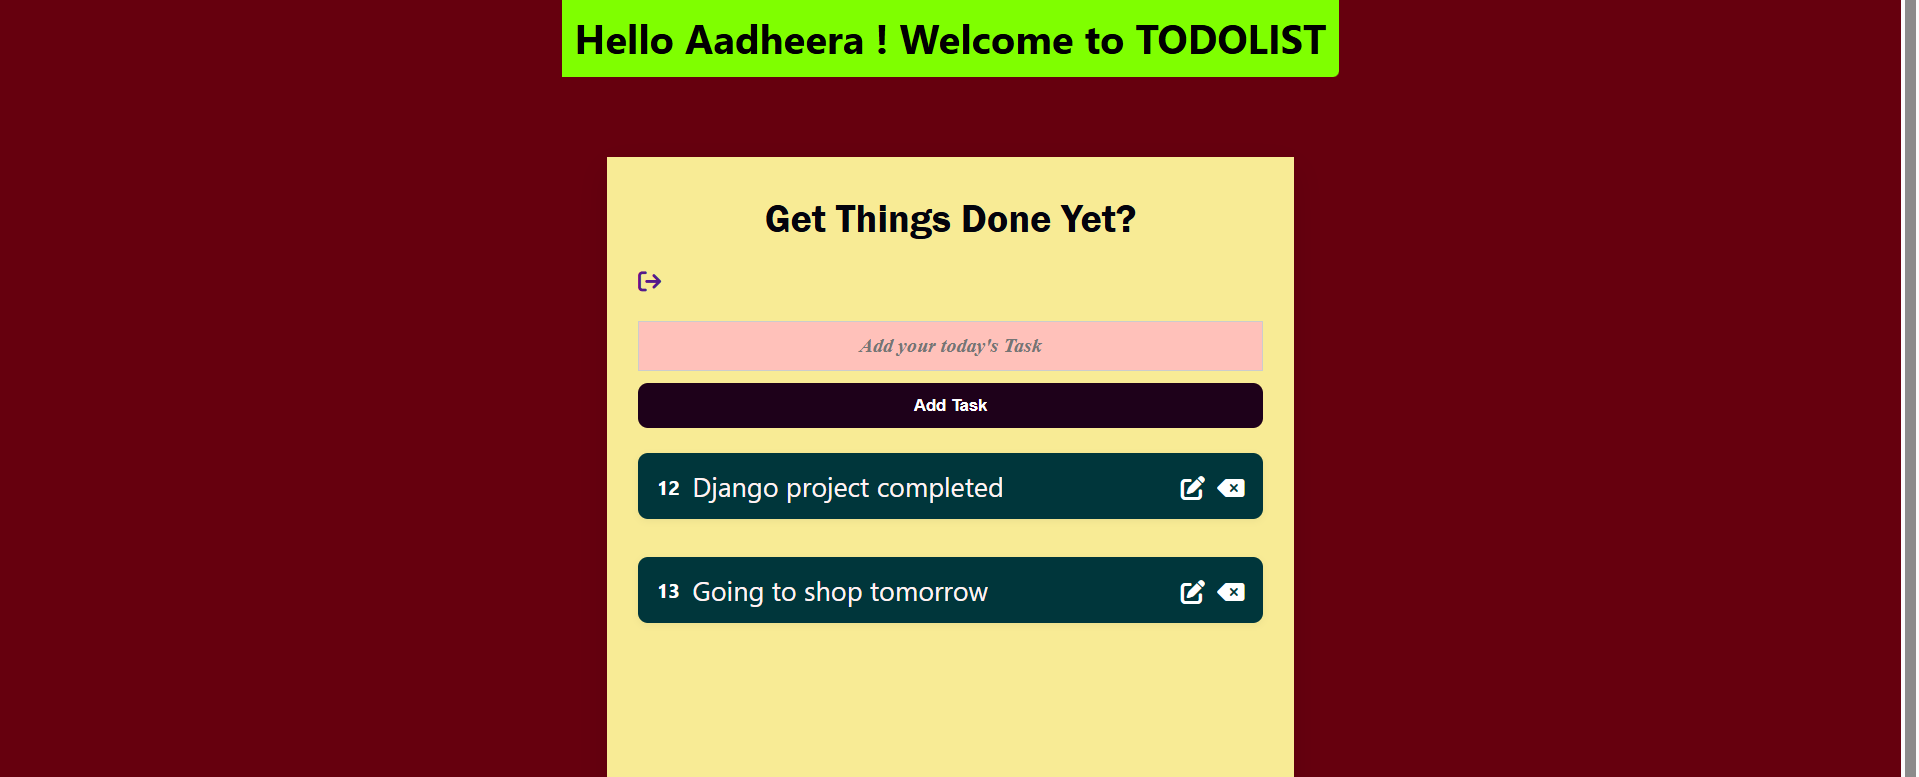 Hello Aadheera ! Welcome to TODOLIST
Get Things Done Yet?
Add your today's Task
Add Task
12 Django project completed
13 Going to shop tomorrow